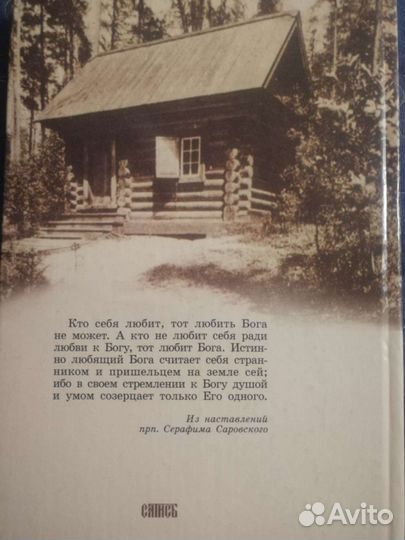 Кто себя любит, тот любить Бога
не может. А кто не любит себя ради
любви к Богу, тот любит Бога. Истин-
но любящий Бога считает себя стран-
ником и пришельцем на земле сей;
ибо в своем стремлении к Богу душой
и умом созерцает только Его одного.
Из наставлений
прп. Серафима Саровского
САТИСЪ
Avito